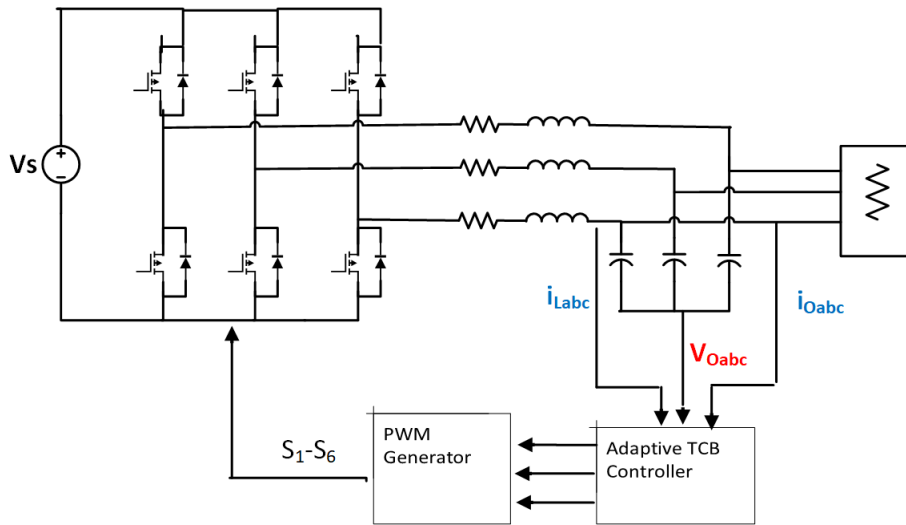 Vs
iLabc
iOabc
VOabc
PWM
Generator
Adaptive TCB
Controller
S1-S6